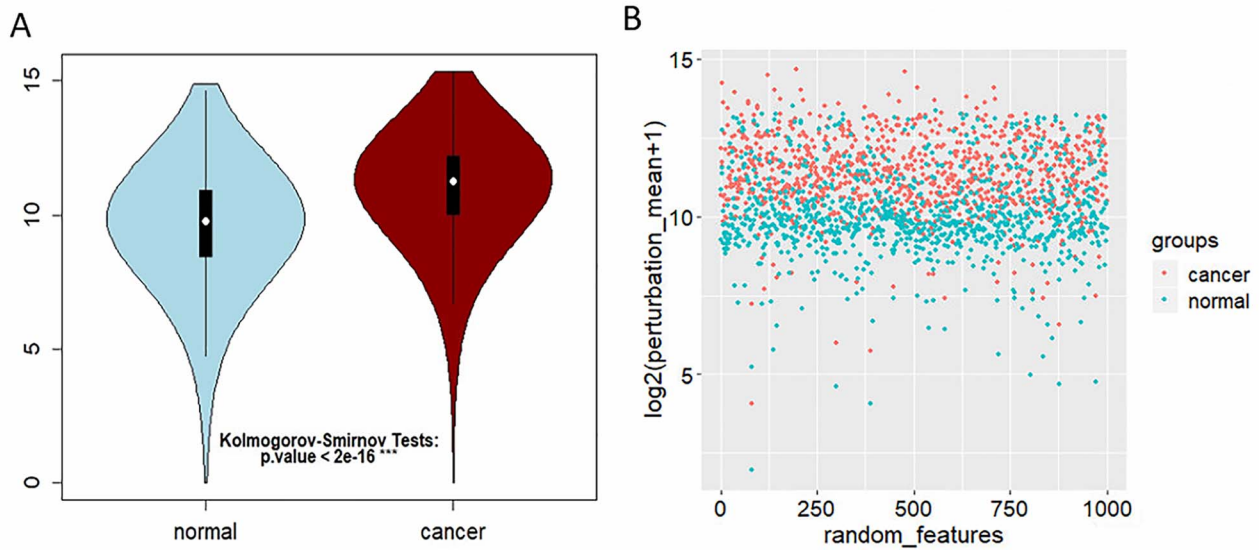 A
15
10
5
0
Kolmogorov-Smirnov Tests:
p.value < 2e-16 ***
normal
cancer
B
log2(perturbation_mean+1)
15
10
5
0
250
500
750
1000
random_features
groups
cancer
normal